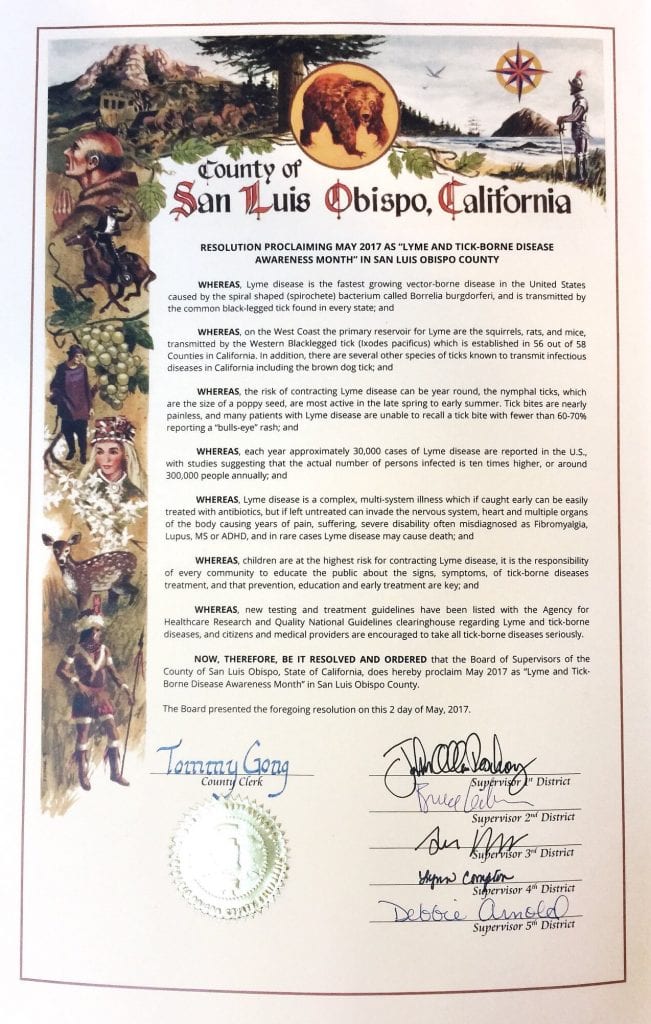 County of
San Luis Obispo, California
RESOLUTION PROCLAIMING MAY 2017 AS “LYME AND TICK-BORNE DISEASE
AWARENESS MONTH” IN SAN LUIS OBISPO COUNTY
WHEREAS, Lyme disease is the fastest growing vector-borne disease in the United States
caused by the spiral shaped (spirochete) bacterium called Borrelia burgdorferi, and is transmitted by
the common black-legged tick found in every state; and
WHEREAS, on the West Coast the primary reservoir for Lyme are the squirrels, rats, and mice,
transmitted by the Western Blacklegged tick (Ixodes pacificus) which is established in 56 out of 58
Counties in California. In addition, there are several other species of ticks known to transmit infectious
diseases in California including the brown dog tick; and
WHEREAS, the risk of contracting Lyme disease can be year round, the nymphal ticks, which
are the size of a poppy seed, are most active in the late spring to early summer. Tick bites are nearly
painless, and many patients with Lyme disease are unable to recall a tick bite with fewer than 60-70%
reporting a “bulls-eye” rash; and
WHEREAS, each year approximately 30,000 cases of Lyme disease are reported in the U.S.,
with studies suggesting that the actual number of persons infected is ten times higher, or around
300,000 people annually; and
WHEREAS, Lyme disease is a complex, multi-system illness which if caught early can be easily
treated with antibiotics, but if left untreated can invade the nervous system, heart and multiple organs
of the body causing years of pain, suffering, severe disability often misdiagnosed as Fibromyalgia,
Lupus, MS or ADHD, and in rare cases Lyme disease may cause death; and
WHEREAS, children are at the highest risk for contracting Lyme disease, it is the responsibility
of every community to educate the public about the signs, symptoms, of tick-borne diseases
treatment, and that prevention, education and early treatment are key; and
WHEREAS, new testing and treatment guidelines have been listed with the Agency for
Healthcare Research and Quality National Guidelines clearinghouse regarding Lyme and tick-borne
diseases, and citizens and medical providers are encouraged to take all tick-borne diseases seriously.
NOW, THEREFORE, BE IT RESOLVED AND ORDERED that the Board of Supervisors of the
County of San Luis Obispo, State of California, does hereby proclaim May 2017 as “Lyme and Tick-
Borne Disease Awareness Month” in San Luis Obispo County.
The Board presented the foregoing resolution on this 2 day of May, 2017.
Tommy Gong
County Clerk
Supervisor 1st District
Bruce
Supervisor 2nd District
Supervisor 3rd District
Lynn Compton
Supervisor 4th District
Debbie Arnold
Supervisor 5th District